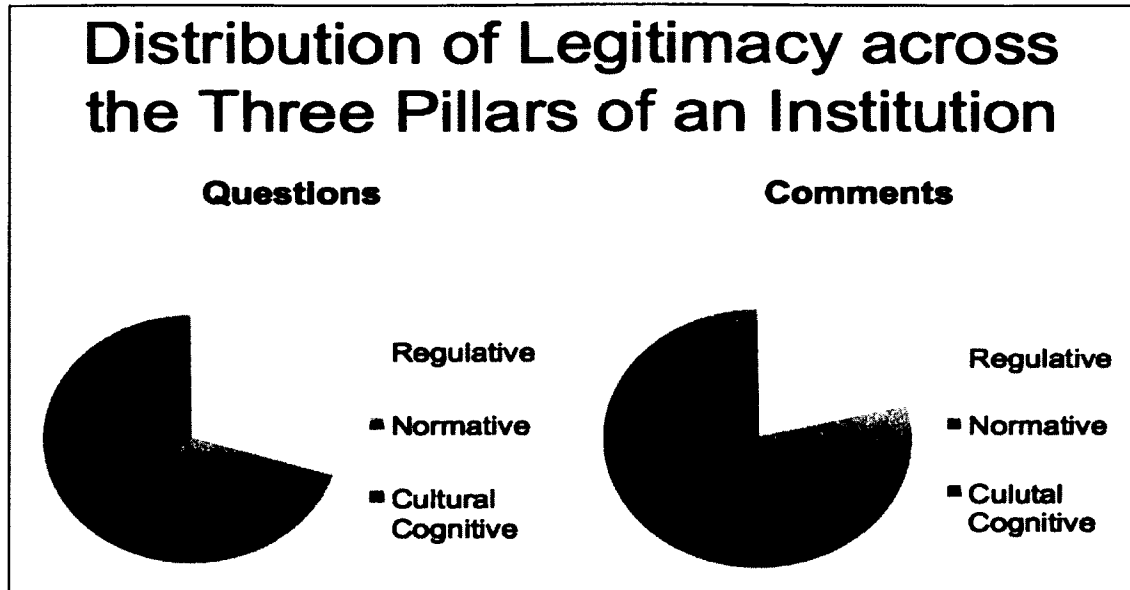 Distribution of Legitimacy across
the Three Pillars of an Institution
Questions
Regulative
Normative
Cultural
Cognitive
Comments
Regulative
Normative
Culutal
Cognitive